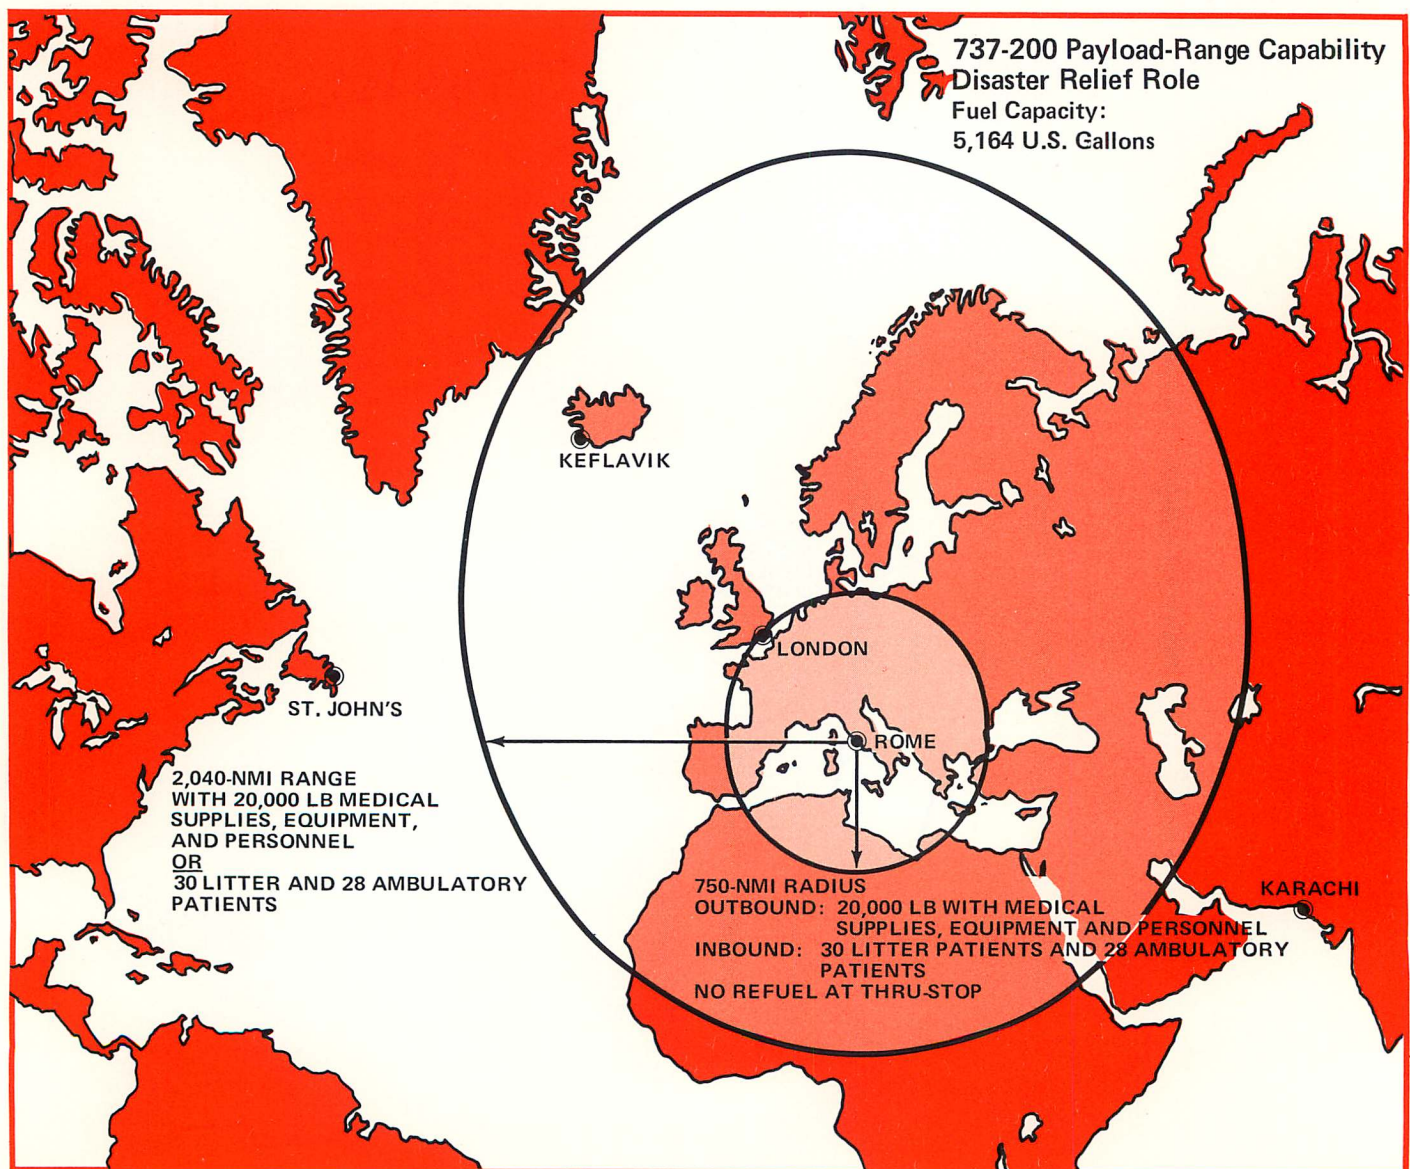 737-200 Payload-Range Capability
Disaster Relief Role
Fuel Capacity:
5,164 U.S. Gallons
KEFLAVIK
LONDON
ST. JOHN'S
ROME
2,040-NMI RANGE
WITH 20,000 LB MEDICAL
SUPPLIES, EQUIPMENT,
AND PERSONNEL
OR
30 LITTER AND 28 AMBULATORY
PATIENTS
KARACHI
750-NMI RADIUS
OUTBOUND: 20,000 LB WITH MEDICAL
SUPPLIES, EQUIPMENT AND PERSONNEL
INBOUND: 30 LITTER PATIENTS AND 28 AMBULATORY
PATIENTS
NO REFUEL AT THRU-STOP